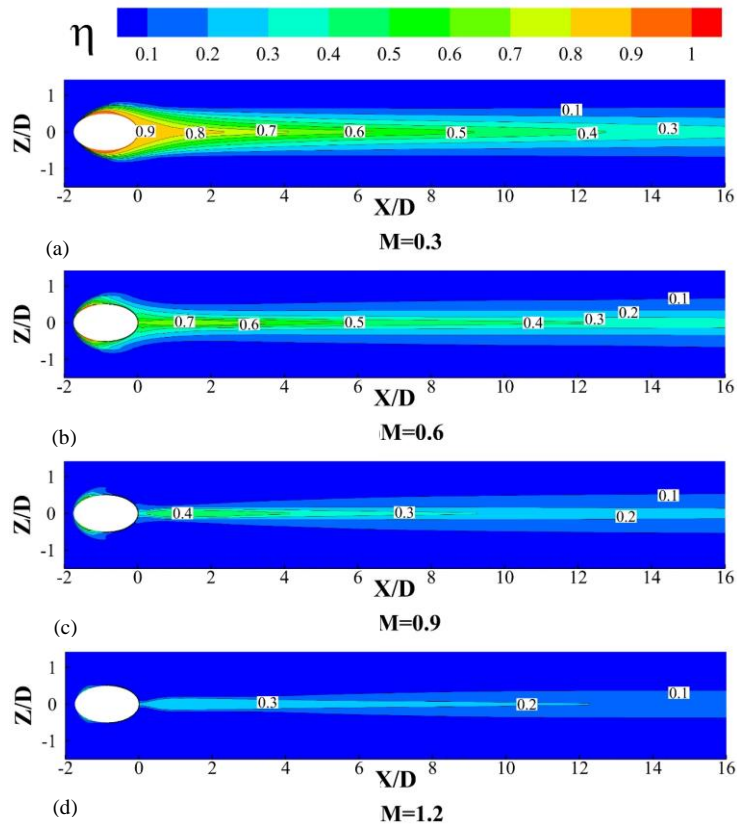 η
0.1 0.2 0.3 0.4 0.5 0.6 0.7 0.8 0.9 1
Z/D
1
0
-1
0.9 0.8 0.7 0.6 0.5 0.4 0.3 0.1
-2 0 2 4 6 8 10 12 14 16
X/D
(a)
M=0.3
Z/D
1
0
-1
0.7 0.6 0.5 0.4 0.3 0.2 0.1
-2 0 2 4 6 8 10 12 14 16
X/D
(b)
M=0.6
Z/D
1
0
-1
0.4 0.3 0.2 0.1
-2 0 2 4 6 8 10 12 14 16
X/D
(c)
M=0.9
Z/D
1
0
-1
0.3 0.2 0.1
-2 0 2 4 6 8 10 12 14 16
X/D
(d)
M=1.2